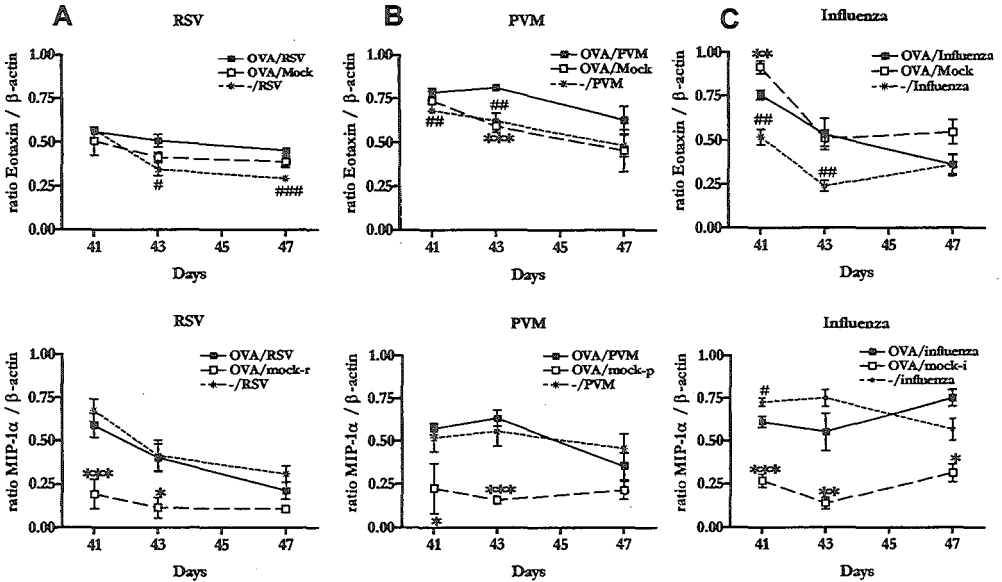 A
RSV
ratio Eotaxin / β-actin
1.00
0.75
0.50
0.25
0.00
OVA/RSV
OVA/Mock
-/RSV
#
###
41
43
45
47
Days
B
PVM
ratio Eotaxin / β-actin
1.00
0.75
0.50
0.25
0.00
OVA/PVM
OVA/Mock
-/PVM
##
##
***
41
43
45
47
Days
C
Influenza
ratio Eotaxin / β-actin
1.00
0.75
0.50
0.25
0.00
OVA/Influenza
OVA/Mock
-/Influenza
**
##
##
41
43
45
47
Days
RSV
ratio MIP-1α / β-actin
1.00
0.75
0.50
0.25
0.00
OVA/RSV
OVA/mock-r
-/RSV
***
*
41
43
45
47
Days
PVM
ratio MIP-1α / β-actin
1.00
0.75
0.50
0.25
0.00
OVA/PVM
OVA/mock-p
-/PVM
*
***
41
43
45
47
Days
Influenza
ratio MIP-1α / β-actin
1.00
0.75
0.50
0.25
0.00
OVA/influenza
OVA/mock-i
-/influenza
#
***
**
*
41
43
45
47
Days